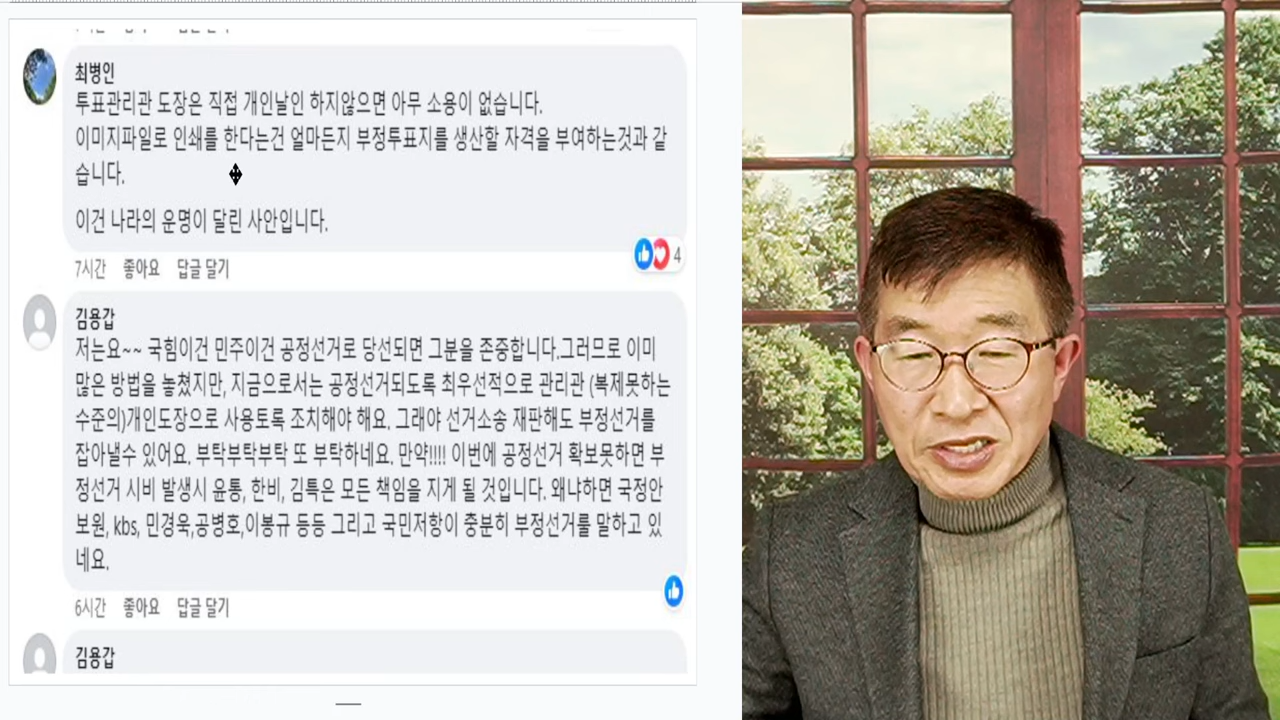 최병인
투표관리관 도장은 직접 개인날인 하지않으면 아무 소용이 없습니다.
이미지파일로 인쇄를 한다는건 얼마든지 부정투표지를 생산할 자격을 부여하는것과 같
습니다.
이건 나라의 운명이 달린 사안입니다.
4
7시간 좋아요 답글 달기
김용갑
저는요~~ 국힘이건 민주이건 공정선거로 당선되면 그분을 존중합니다.그러므로 이미
많은 방법을 놓쳤지만, 지금으로서는 공정선거되도록 최우선적으로 관리관 (복제못하는
수준의)개인도장으로 사용토록 조치해야 해요. 그래야 선거소송 재판해도 부정선거를
잡아낼수 있어요. 부탁부탁부탁 또 부탁하네요. 만약!!!! 이번에 공정선거 확보못하면 부
정선거 시비 발생시 윤통, 한비, 김특은 모든 책임을 지게 될 것입니다. 왜냐하면 국정안
보원, kbs, 민경욱,공병호,이봉규 등등 그리고 국민저항이 충분히 부정선거를 말하고 있
네요.
6시간 좋아요 답글 달기
김용갑